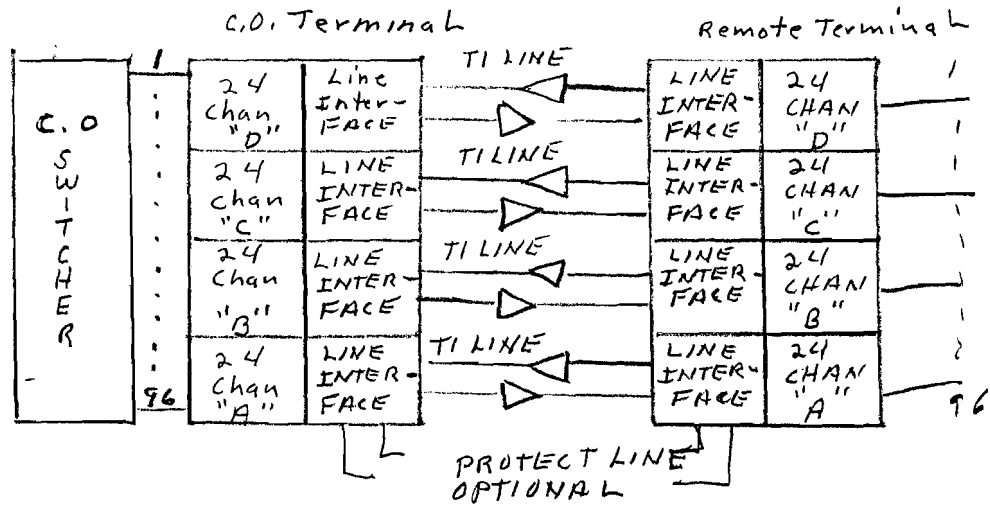 C.O. Terminal
Remote Terminal
C.O
SWITCHER
1
96
24
Chan
"D"
Line
Inter-
FACE
24
Chan
"C"
LINE
INTER-
FACE
24
Chan
"B"
LINE
INTER-
FACE
24
Chan
"A"
LINE
INTER-
FACE
T1 LINE
T1 LINE
T1 LINE
T1 LINE
LINE
INTER-
FACE
24
CHAN
"D"
LINE
INTER-
FACE
24
CHAN
"C"
LINE
INTER
FACE
24
CHAN
"B"
LINE
INTER-
FACE
24
CHAN
"A"
1
96
PROTECT LINE
OPTIONAL